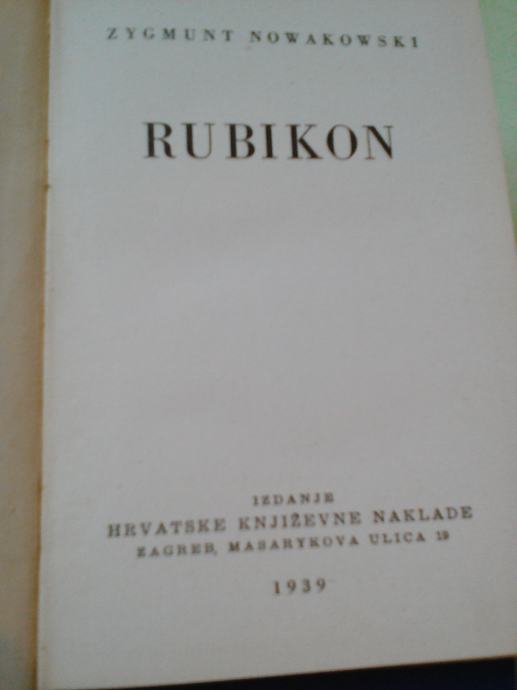 ZYGMUNT NOWAKOWSKI
RUBIKON
IZDANJE
HRVATSKE KNJIŽEVNE NAKLADE
ZAGREB, MASARYKOVA ULICA 19
1939